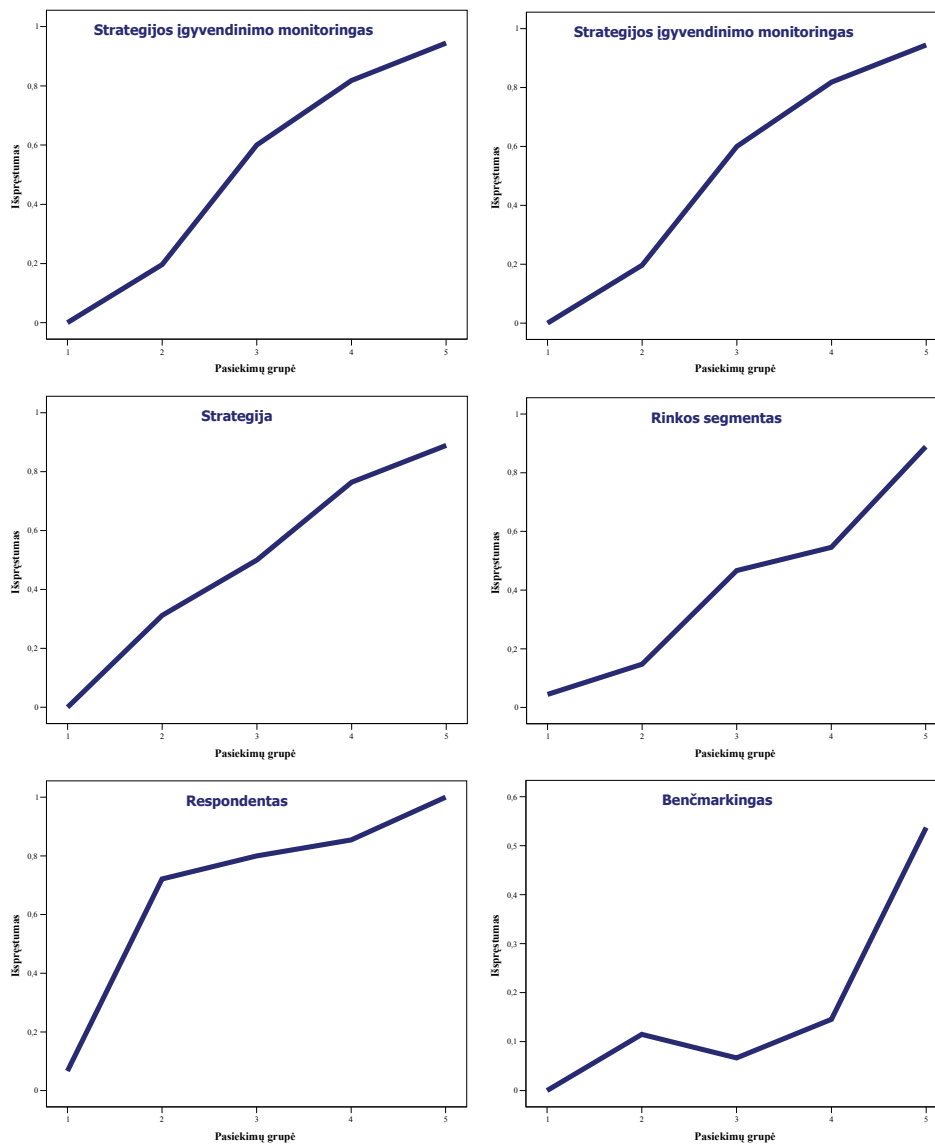 Strategijos įgyvendinimo monitoringas
Išspręstumas
1
0,8
0,6
0,4
0,2
0
1 2 3 4 5
Pasiekimų grupė
Strategijos įgyvendinimo monitoringas
Išspręstumas
1
0,8
0,6
0,4
0,2
0
1 2 3 4 5
Pasiekimų grupė
Strategija
Išspręstumas
1
0,8
0,6
0,4
0,2
0
1 2 3 4 5
Pasiekimų grupė
Rinkos segmentas
Išspręstumas
1
0,8
0,6
0,4
0,2
0
1 2 3 4 5
Pasiekimų grupė
Respondentas
Išspręstumas
1
0,8
0,6
0,4
0,2
0
1 2 3 4 5
Pasiekimų grupė
Benčmarkingas
Išspręstumas
0,6
0,5
0,4
0,3
0,2
0,1
0
1 2 3 4 5
Pasiekimų grupė